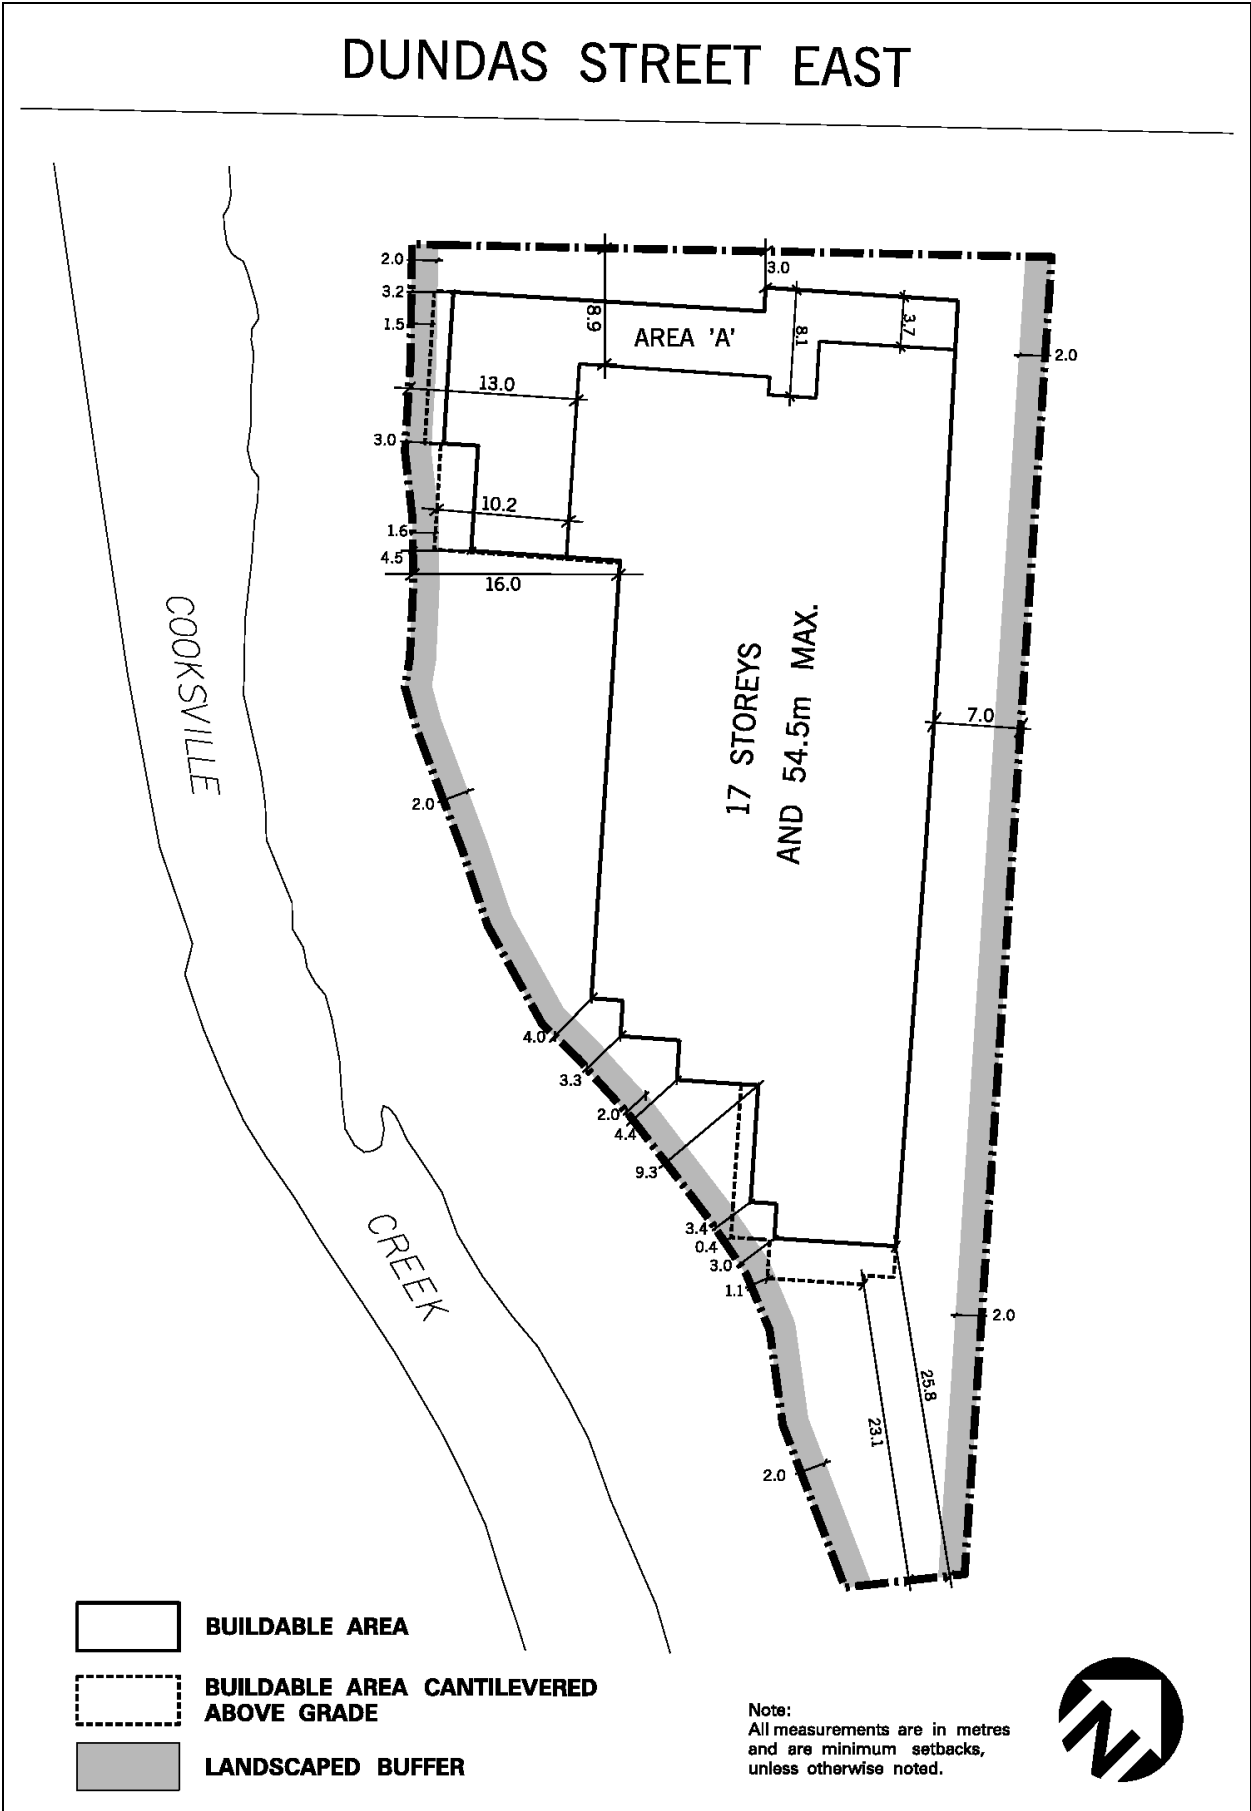 DUNDAS STREET EAST
2.0
3.0
3.2
1.5
8.9
AREA 'A'
8.1
3.7
2.0
13.0
3.0
10.2
1.6
4.5
16.0
COOKSVILLE
17 STOREYS
AND 54.5m MAX.
7.0
2.0
4.0
3.3
2.0
4.4
9.3
3.4
0.4
3.0
1.1
CREEK
2.0
25.8
23.1
2.0
BUILDABLE AREA
BUILDABLE AREA CANTILEVERED
ABOVE GRADE
LANDSCAPED BUFFER
Note:
All measurements are in metres
and are minimum setbacks,
unless otherwise noted.
N